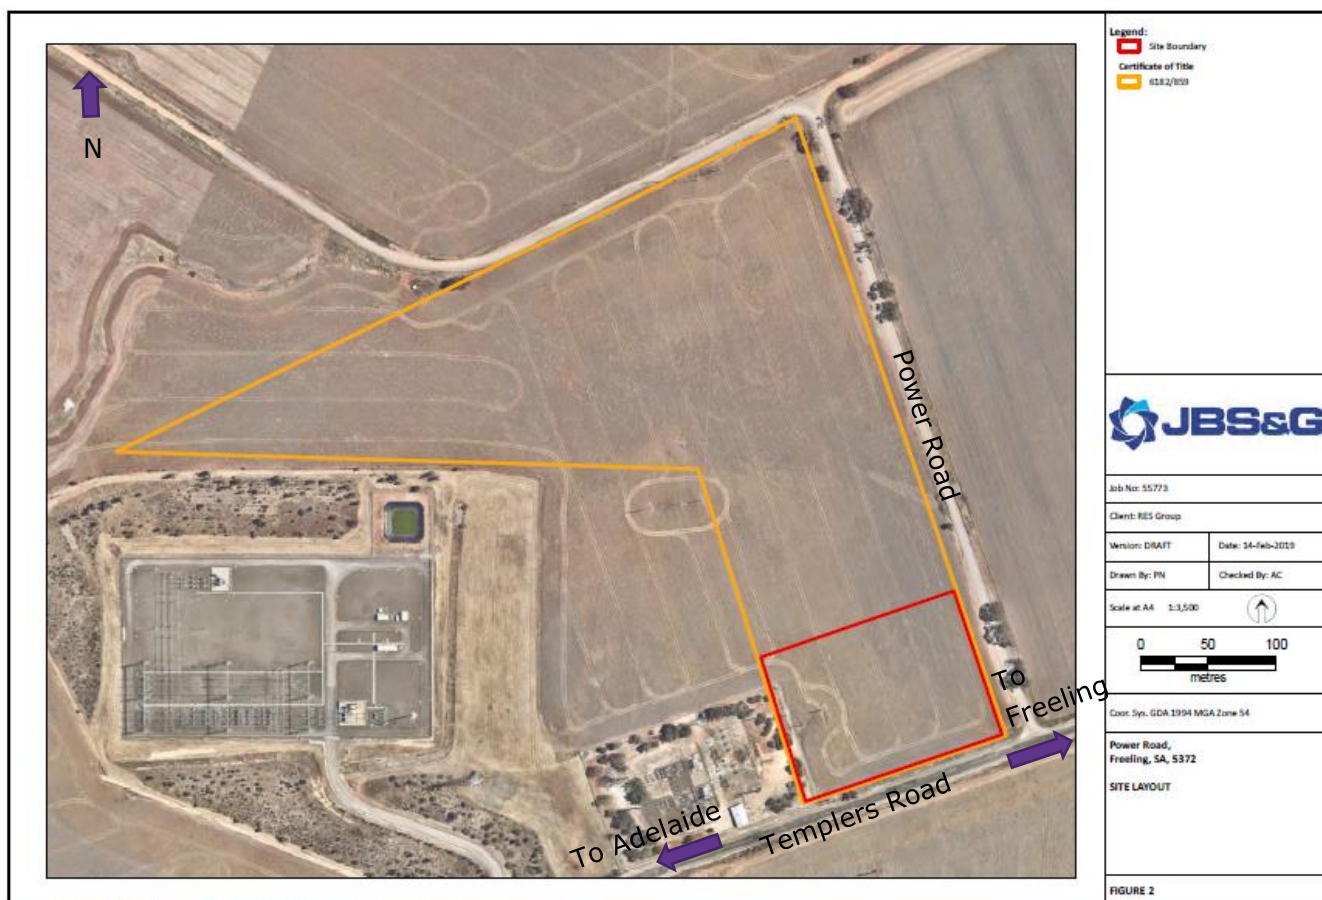 N
Power Road
To
Freeling
Templers Road
To Adelaide
Legend:
Site Boundary
Certificate of Title
6182/859
JBS&G
Job No: 55773
Client: RES Group
Version: DRAFT
Date: 14-Feb-2019
Drawn By: PN
Checked By: AC
Scale at A4 1:3,500
0 50 100
metres
Coor. Sys. GDA 1994 MGA Zone 54
Power Road,
Freeling, SA, 5372
SITE LAYOUT
FIGURE 2